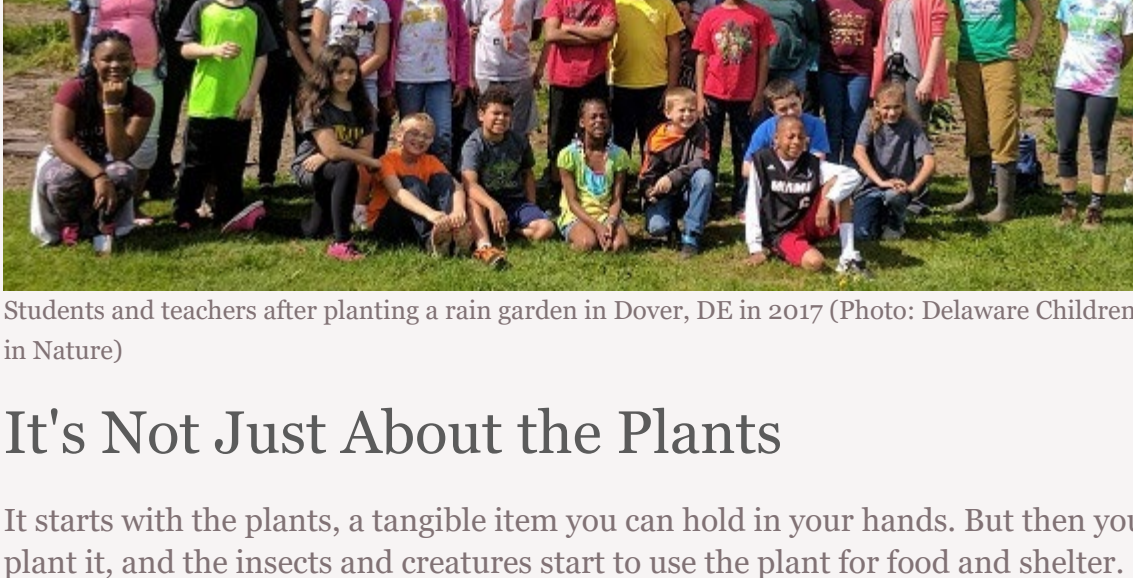 MIAMI
6
Students and teachers after planting a rain garden in Dover, DE in 2017 (Photo: Delaware Children
in Nature)
It's Not Just About the Plants
It starts with the plants, a tangible item you can hold in your hands. But then you
plant it, and the insects and creatures start to use the plant for food and shelter.